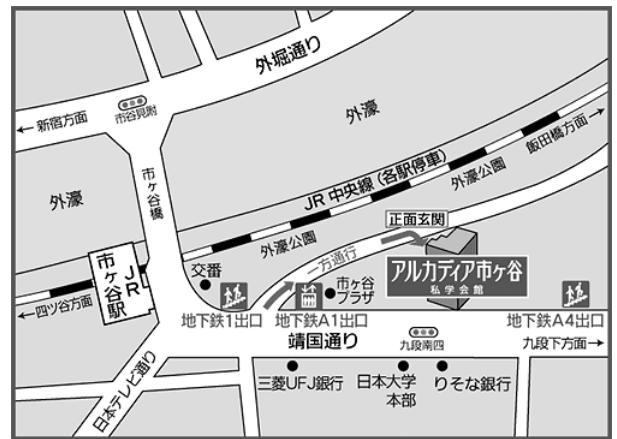 外堀通り
←新宿方面
市谷見附
外濠
飯田橋方面→
市ヶ谷橋
JR中央線(各駅停車)
外濠公園
外濠
正面玄関
外濠公園
一方通行
JR
市ヶ谷駅
交番
市ヶ谷
プラザ
アルカディア市ヶ谷
私学会館
←四ツ谷方面
地下鉄1出口
地下鉄A1出口
地下鉄A4出口
靖国通り
九段南四
九段下方面→
日本テレビ通り
三菱UFJ銀行
日本大学
本部
りそな銀行